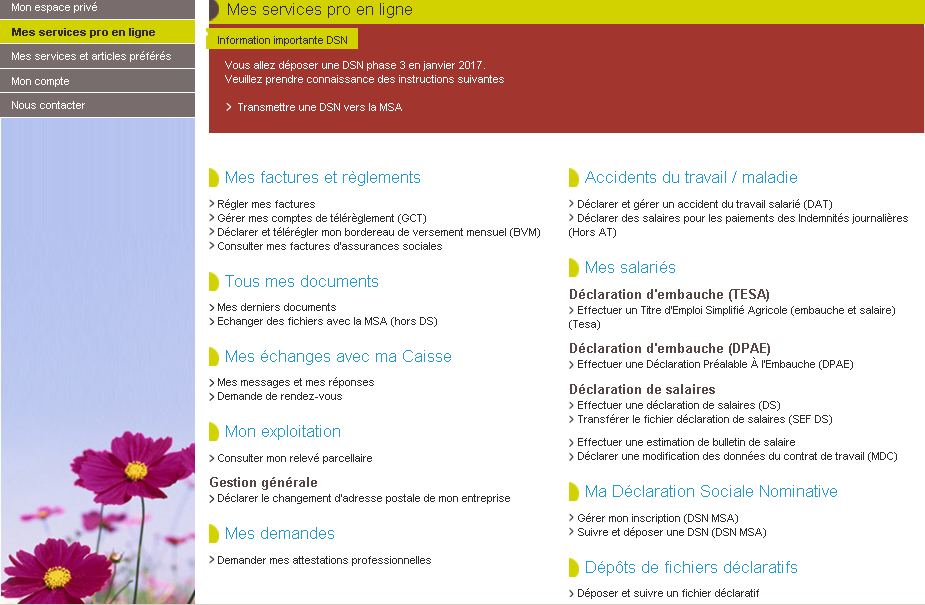 Mon espace privé
Mes services pro en ligne
Mes services et articles préférés
Mon compte
Nous contacter
Mes services pro en ligne
Information importante DSN
Vous allez déposer une DSN phase 3 en janvier 2017.
Veuillez prendre connaissance des instructions suivantes
> Transmettre une DSN vers la MSA
Mes factures et règlements
> Régler mes factures
> Gérer mes comptes de télérèglement (GCT)
> Déclarer et télérégler mon bordereau de versement mensuel (BVM)
> Consulter mes factures d'assurances sociales
Tous mes documents
> Mes derniers documents
> Echanger des fichiers avec la MSA (hors DS)
Mes échanges avec ma Caisse
> Mes messages et mes réponses
> Demande de rendez-vous
Mon exploitation
> Consulter mon relevé parcellaire
Gestion générale
> Déclarer le changement d'adresse postale de mon entreprise
Mes demandes
> Demander mes attestations professionnelles
Accidents du travail / maladie
> Déclarer et gérer un accident du travail salarié (DAT)
> Déclarer des salaires pour les paiements des Indemnités journalières
(Hors AT)
Mes salariés
Déclaration d'embauche (TESA)
> Effectuer un Titre d'Emploi Simplifié Agricole (embauche et salaire)
(Tesa)
Déclaration d'embauche (DPAE)
> Effectuer une Déclaration Préalable À l'Embauche (DPAE)
Déclaration de salaires
> Effectuer une déclaration de salaires (DS)
> Transférer le fichier déclaration de salaires (SEF DS)
> Effectuer une estimation de bulletin de salaire
> Déclarer une modification des données du contrat de travail (MDC)
Ma Déclaration Sociale Nominative
> Gérer mon inscription (DSN MSA)
> Suivre et déposer une DSN (DSN MSA)
Dépôts de fichiers déclaratifs
> Déposer et suivre un fichier déclaratif